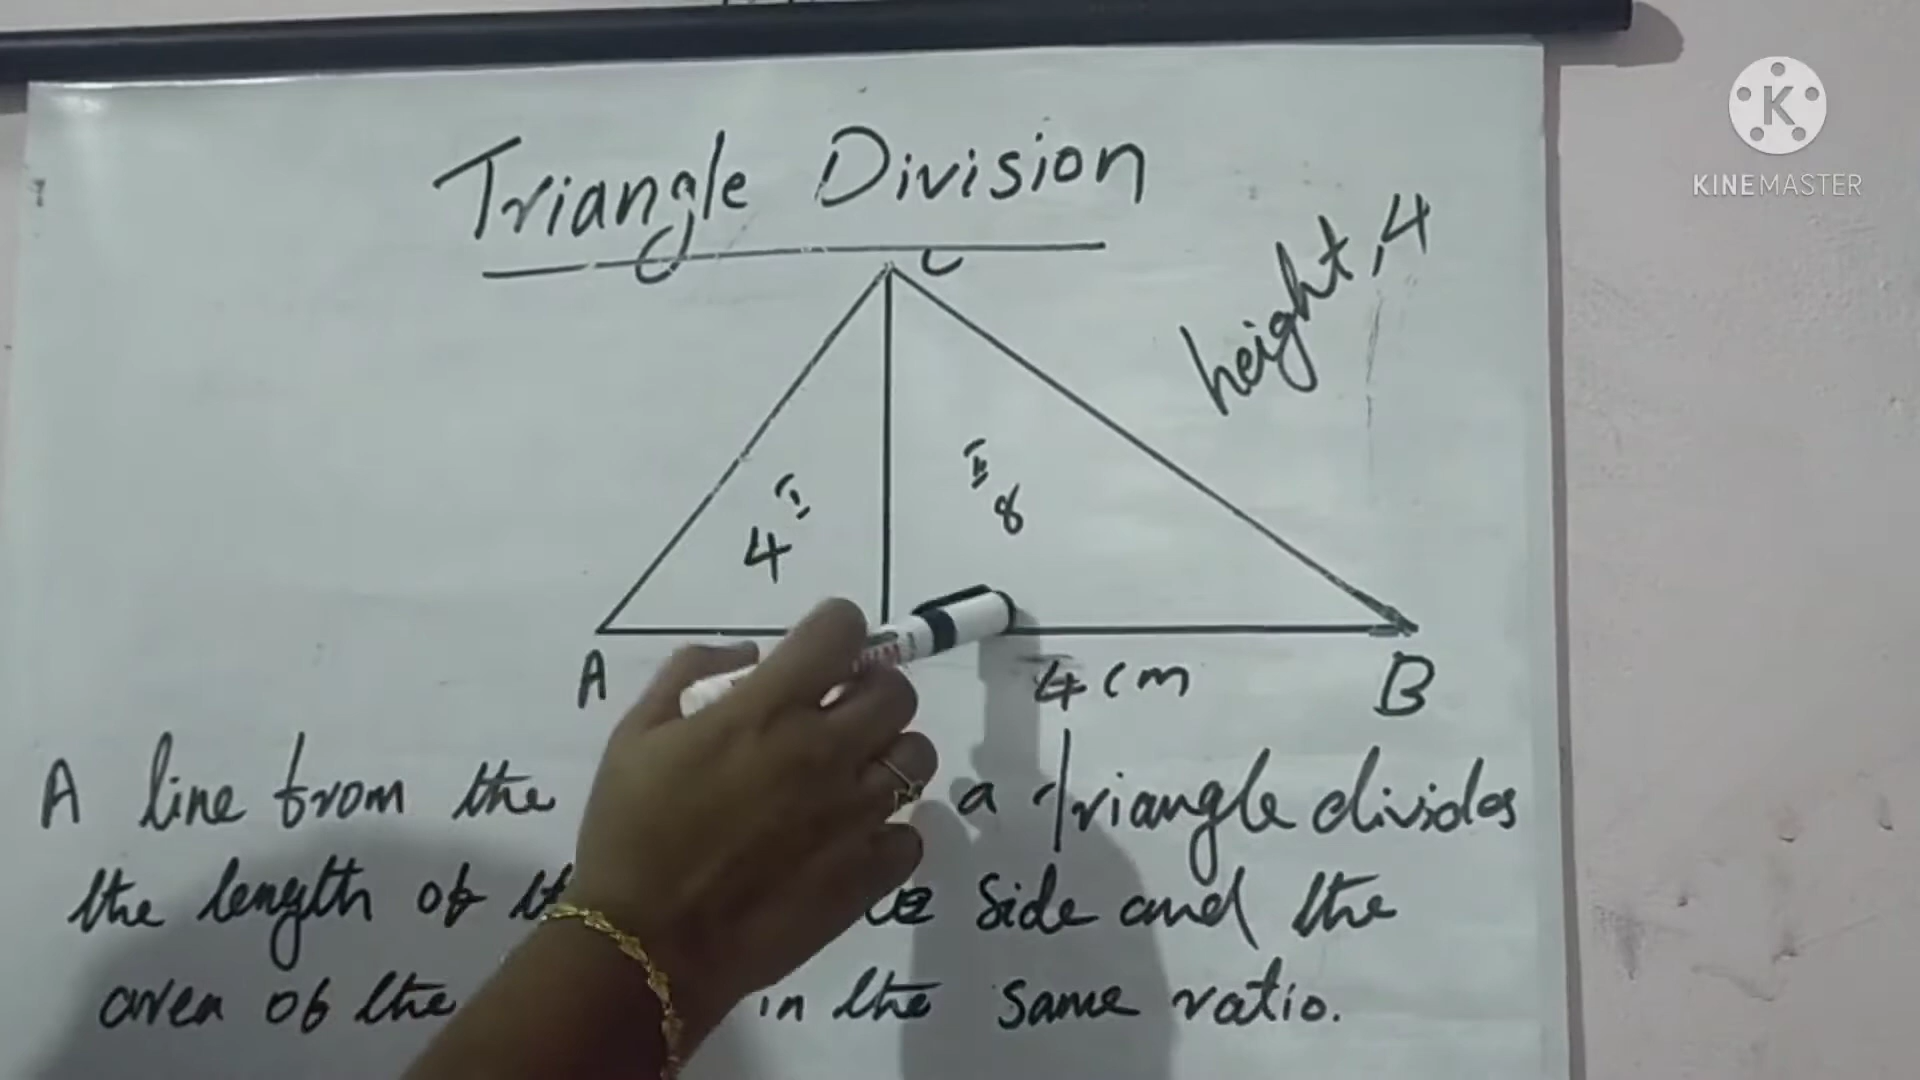 Triangle Division
C
height, 4
I
II
4
8
A
4 cm
B
A line from the a triangle divides
the length of side and the
area of the in the same ratio.
K
KINEMASTER